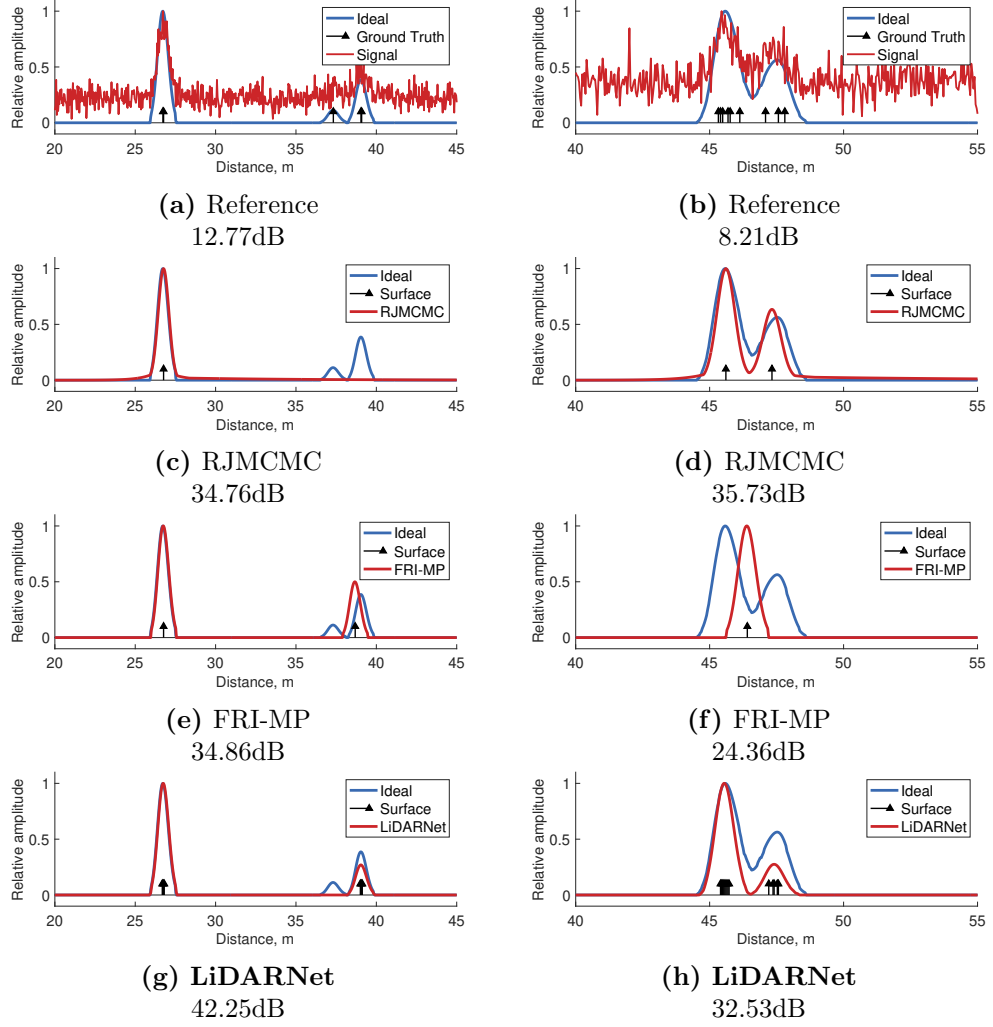 Relative amplitude
1
0.5
0
Ideal
Ground Truth
Signal
20 25 30 35 40 45
Distance, m
(a) Reference
12.77dB
Relative amplitude
1
0.5
0
Ideal
Ground Truth
Signal
40 45 50 55
Distance, m
(b) Reference
8.21dB
Relative amplitude
1
0.5
0
Ideal
Surface
RJMCMC
20 25 30 35 40 45
Distance, m
(c) RJMCMC
34.76dB
Relative amplitude
1
0.5
0
Ideal
Surface
RJMCMC
40 45 50 55
Distance, m
(d) RJMCMC
35.73dB
Relative amplitude
1
0.5
0
Ideal
Surface
FRI-MP
20 25 30 35 40 45
Distance, m
(e) FRI-MP
34.86dB
Relative amplitude
1
0.5
0
Ideal
Surface
FRI-MP
40 45 50 55
Distance, m
(f) FRI-MP
24.36dB
Relative amplitude
1
0.5
0
Ideal
Surface
LiDARNet
20 25 30 35 40 45
Distance, m
(g) LiDARNet
42.25dB
Relative amplitude
1
0.5
0
Ideal
Surface
LiDARNet
40 45 50 55
Distance, m
(h) LiDARNet
32.53dB